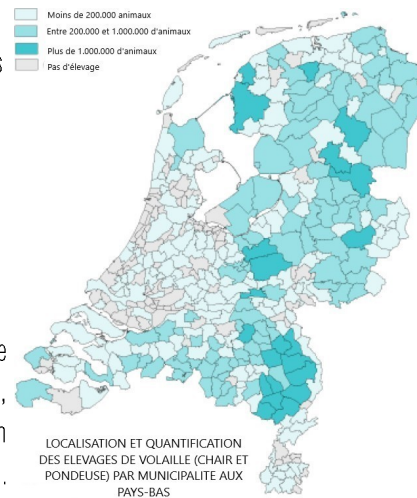 Moins de 200.000 animaux
Entre 200.000 et 1.000.000 d'animaux
Plus de 1.000.000 d'animaux
Pas d'élevage
LOCALISATION ET QUANTIFICATION
DES ELEVAGES DE VOLAILLE (CHAIR ET
PONDEUSE) PAR MUNICIPALITE AUX
PAYS-BAS